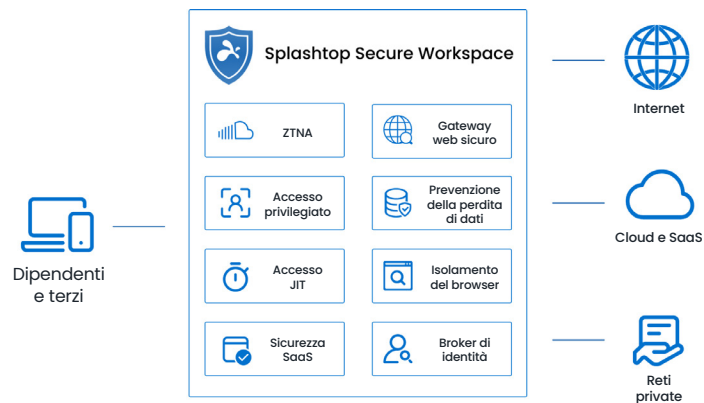 Splashtop Secure Workspace
ZTNA
Gateway
web sicuro
Accesso
privilegiato
Prevenzione
della perdita
di dati
Accesso
JIT
Isolamento
del browser
Sicurezza
SaaS
Broker di
identità
Dipendenti
e terzi
Internet
Cloud e SaaS
Reti
private